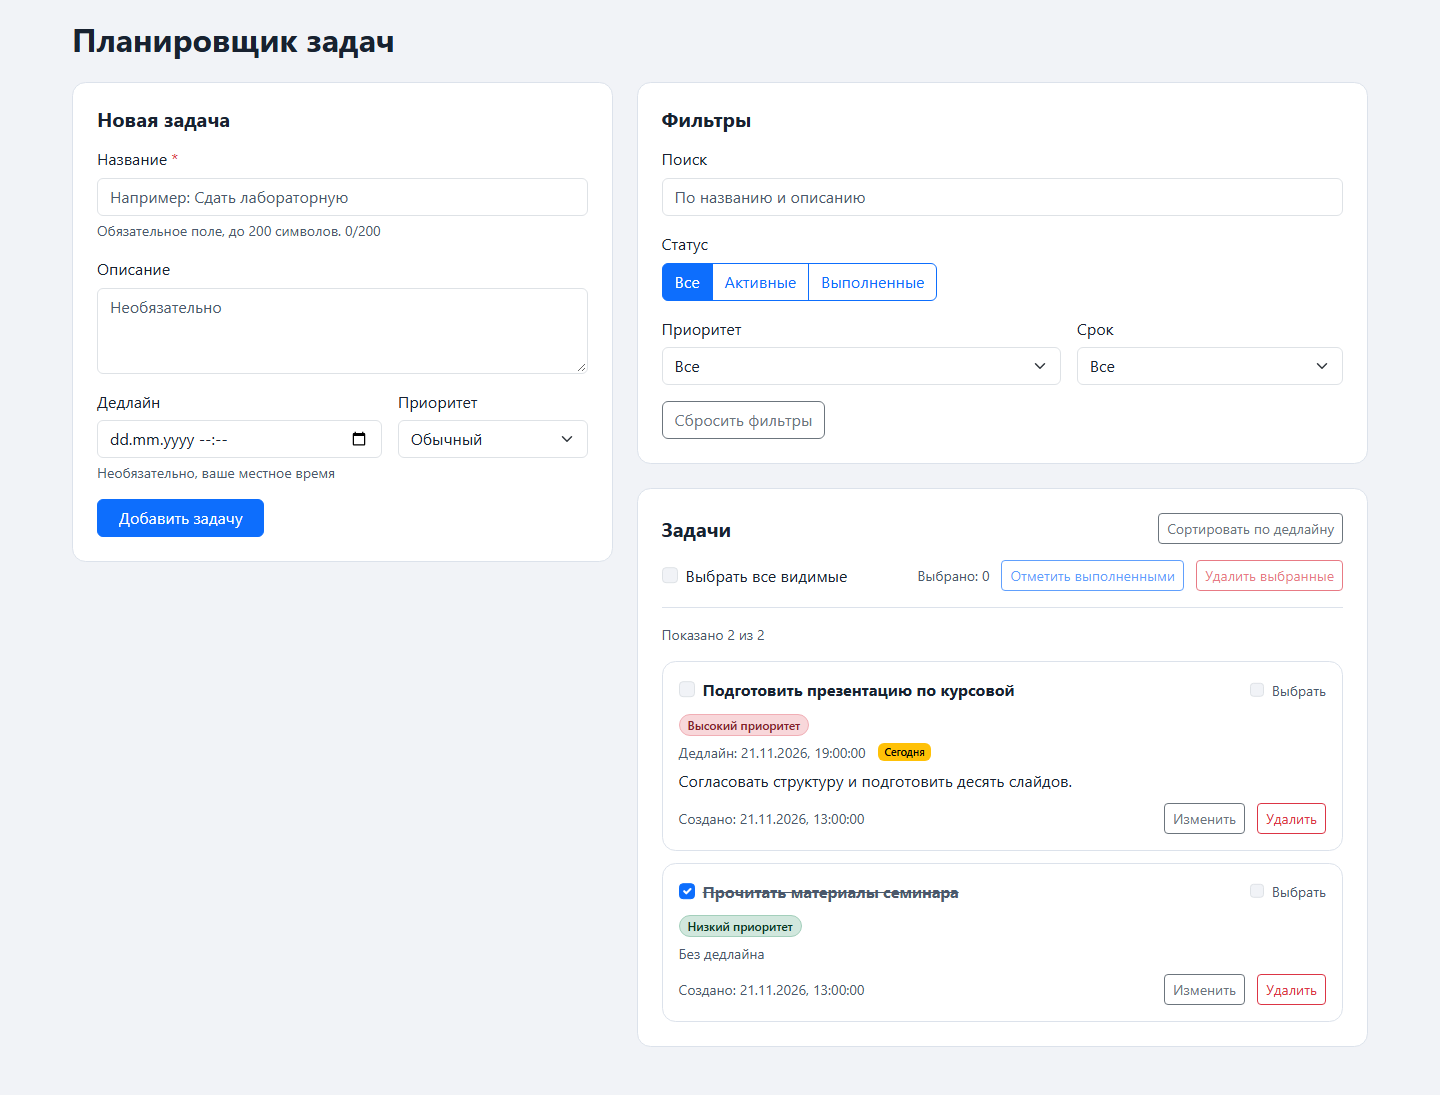 Планировщик задач
Новая задача
Название *
Например: Сдать лабораторную
Обязательное поле, до 200 символов. 0/200
Описание
Необязательно
Дедлайн
Приоритет
dd.mm.yyyy --:--
Обычный
Необязательно, ваше местное время
Добавить задачу
Фильтры
Поиск
По названию и описанию
Статус
Все
Активные
Выполненные
Приоритет
Срок
Все
Все
Сбросить фильтры
Задачи
Сортировать по дедлайну
Выбрать все видимые
Выбрано: 0
Отметить выполненными
Удалить выбранные
Показано 2 из 2
Подготовить презентацию по курсовой
Выбрать
Высокий приоритет
Дедлайн: 21.11.2026, 19:00:00
Сегодня
Согласовать структуру и подготовить десять слайдов.
Создано: 21.11.2026, 13:00:00
Изменить
Удалить
Прочитать материалы семинара
Выбрать
Низкий приоритет
Без дедлайна
Создано: 21.11.2026, 13:00:00
Изменить
Удалить